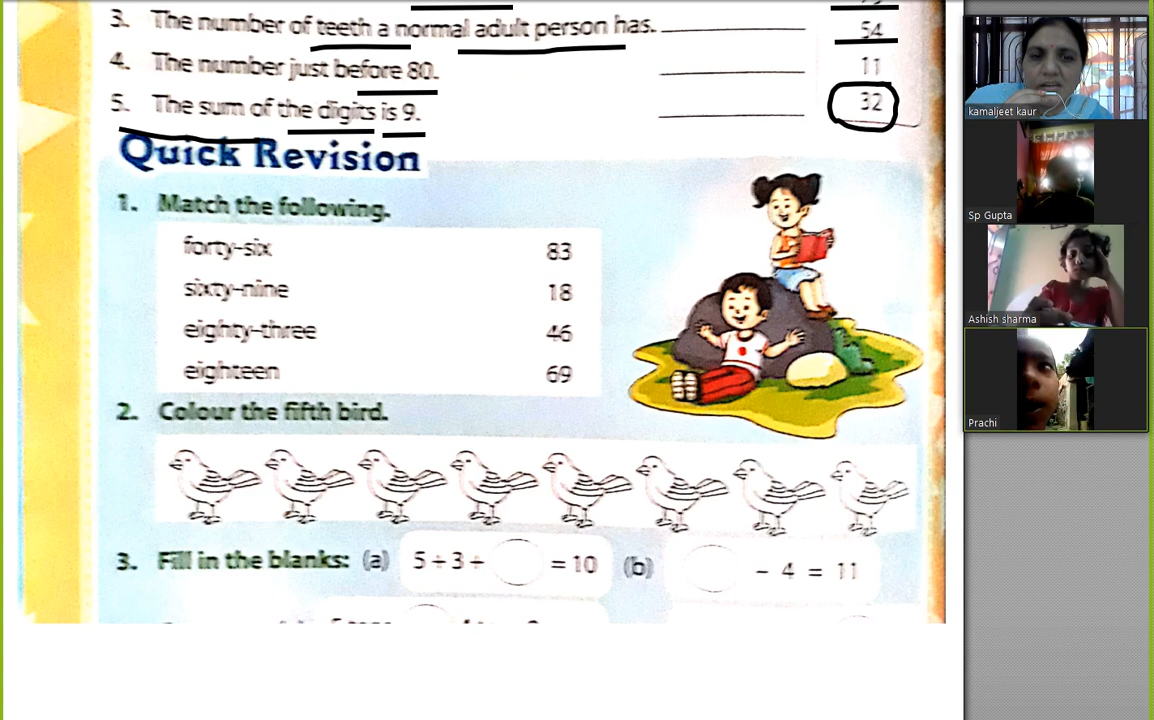 3. The number of teeth a normal adult person has. 54
4. The number just before 80. 11
5. The sum of the digits is 9. 32
Quick Revision
1. Match the following.
forty-six 83
sixty-nine 18
eighty-three 46
eighteen 69
2. Colour the fifth bird.
3. Fill in the blanks: (a) 5 + 3 + = 10 (b) - 4 = 11
kamaljeet kaur
Sp Gupta
Ashish sharma
Prachi